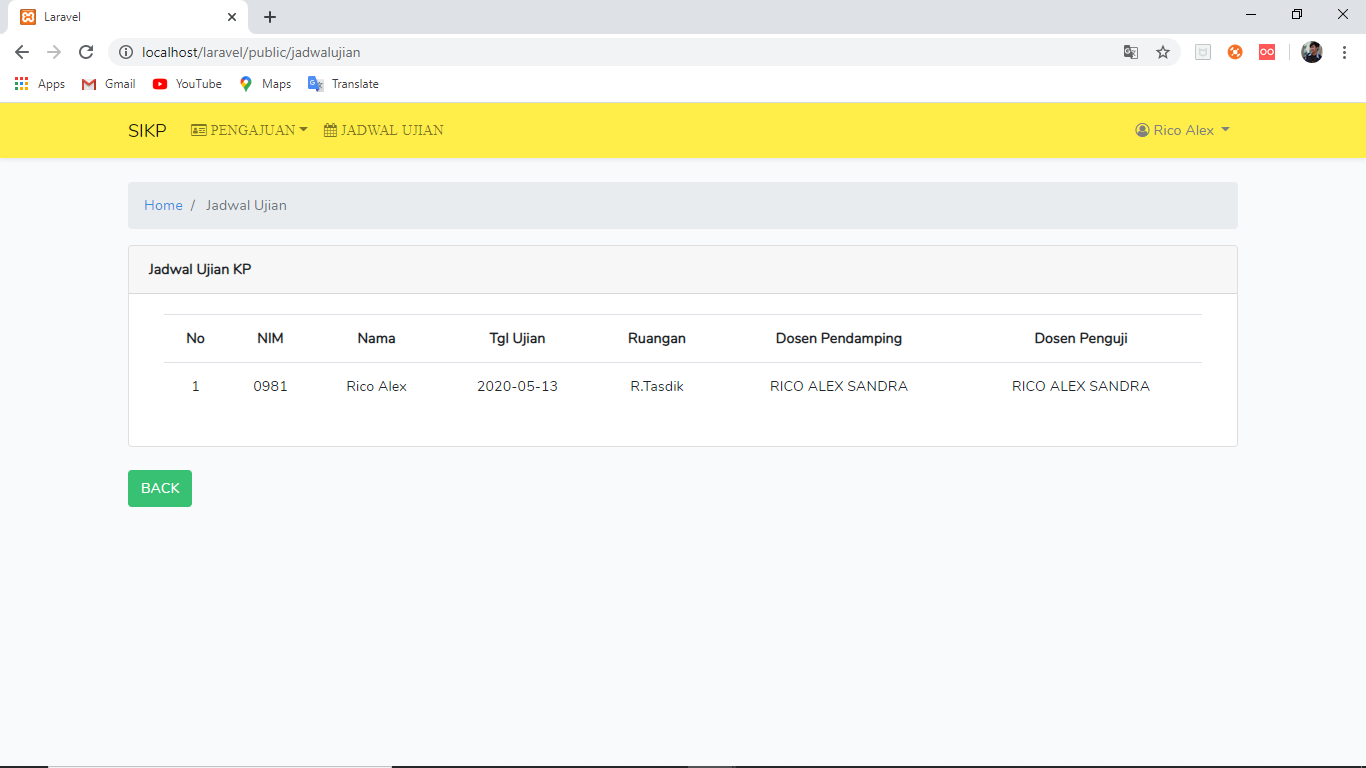 Laravel
localhost/laravel/public/jadwalujian
Apps Gmail YouTube Maps Translate
SIKP PENGAJUAN JADWAL UJIAN Rico Alex
Home / Jadwal Ujian
Jadwal Ujian KP
No NIM Nama Tgl Ujian Ruangan Dosen Pendamping Dosen Penguji
1 0981 Rico Alex 2020-05-13 R.Tasdik RICO ALEX SANDRA RICO ALEX SANDRA
BACK